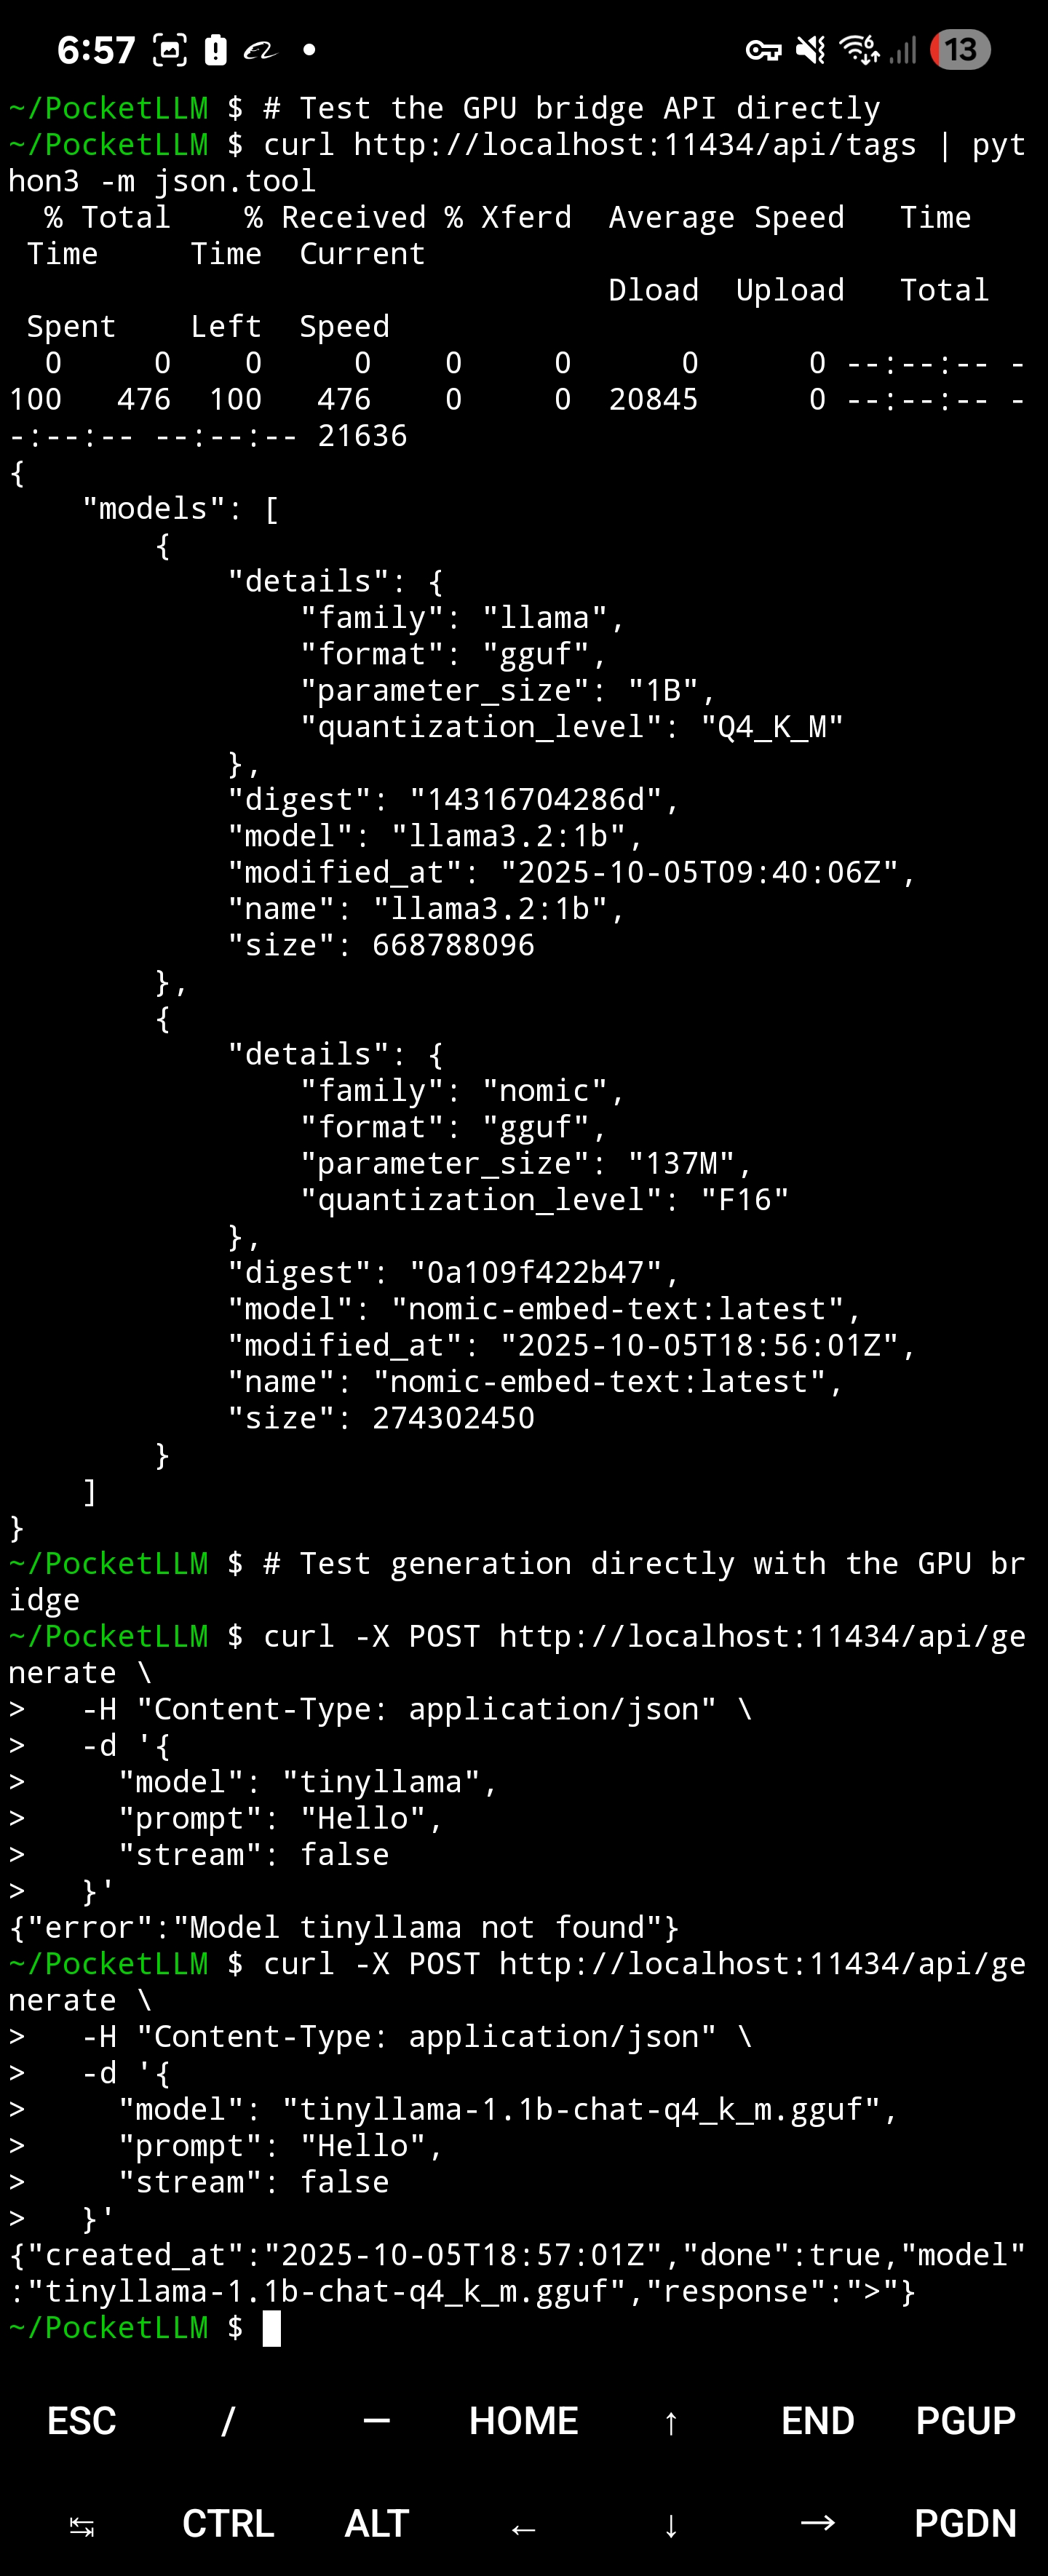 6:57 6 13
~/PocketLLM $ # Test the GPU bridge API directly
~/PocketLLM $ curl http://localhost:11434/api/tags | pyt
hon3 -m json.tool
  % Total    % Received % Xferd  Average Speed   Time
 Time     Time  Current
                                 Dload  Upload   Total
 Spent    Left  Speed
  0     0    0     0    0     0      0      0 --:--:-- -
100   476  100   476    0     0  20845      0 --:--:-- -
-:--:-- --:--:-- 21636
{
    "models": [
        {
            "details": {
                "family": "llama",
                "format": "gguf",
                "parameter_size": "1B",
                "quantization_level": "Q4_K_M"
            },
            "digest": "14316704286d",
            "model": "llama3.2:1b",
            "modified_at": "2025-10-05T09:40:06Z",
            "name": "llama3.2:1b",
            "size": 668788096
        },
        {
            "details": {
                "family": "nomic",
                "format": "gguf",
                "parameter_size": "137M",
                "quantization_level": "F16"
            },
            "digest": "0a109f422b47",
            "model": "nomic-embed-text:latest",
            "modified_at": "2025-10-05T18:56:01Z",
            "name": "nomic-embed-text:latest",
            "size": 274302450
        }
    ]
}
~/PocketLLM $ # Test generation directly with the GPU br
idge
~/PocketLLM $ curl -X POST http://localhost:11434/api/ge
nerate \
>   -H "Content-Type: application/json" \
>   -d '{
>     "model": "tinyllama",
>     "prompt": "Hello",
>     "stream": false
>   }'
{"error":"Model tinyllama not found"}
~/PocketLLM $ curl -X POST http://localhost:11434/api/ge
nerate \
>   -H "Content-Type: application/json" \
>   -d '{
>     "model": "tinyllama-1.1b-chat-q4_k_m.gguf",
>     "prompt": "Hello",
>     "stream": false
>   }'
{"created_at":"2025-10-05T18:57:01Z","done":true,"model"
:"tinyllama-1.1b-chat-q4_k_m.gguf","response":">"}
~/PocketLLM $
ESC / — HOME ↑ END PGUP
↹ CTRL ALT ← ↓ → PGDN